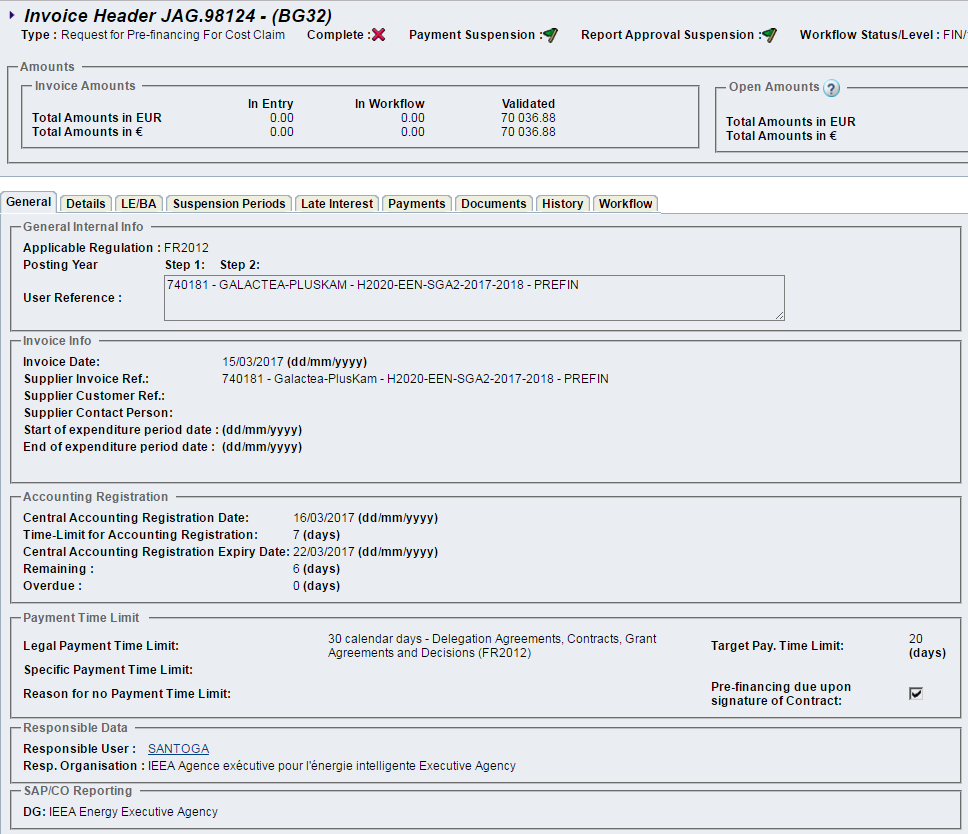 Invoice Header JAG.98124 - (BG32)
Type : Request for Pre-financing For Cost Claim Complete : Payment Suspension : Report Approval Suspension : Workflow Status/Level : FIN/
Amounts
Invoice Amounts
Open Amounts ?
In Entry In Workflow Validated
Total Amounts in EUR 0.00 0.00 70 036.88
Total Amounts in € 0.00 0.00 70 036.88
Total Amounts in EUR
Total Amounts in €
General Details LE/BA Suspension Periods Late Interest Payments Documents History Workflow
General Internal Info
Applicable Regulation : FR2012
Posting Year Step 1: Step 2:
User Reference : 740181 - GALACTEA-PLUSKAM - H2020-EEN-SGA2-2017-2018 - PREFIN
Invoice Info
Invoice Date: 15/03/2017 (dd/mm/yyyy)
Supplier Invoice Ref.: 740181 - Galactea-PlusKam - H2020-EEN-SGA2-2017-2018 - PREFIN
Supplier Customer Ref.:
Supplier Contact Person:
Start of expenditure period date : (dd/mm/yyyy)
End of expenditure period date : (dd/mm/yyyy)
Accounting Registration
Central Accounting Registration Date: 16/03/2017 (dd/mm/yyyy)
Time-Limit for Accounting Registration: 7 (days)
Central Accounting Registration Expiry Date: 22/03/2017 (dd/mm/yyyy)
Remaining : 6 (days)
Overdue : 0 (days)
Payment Time Limit
Legal Payment Time Limit: 30 calendar days - Delegation Agreements, Contracts, Grant
Agreements and Decisions (FR2012)
Target Pay. Time Limit: 20
(days)
Specific Payment Time Limit:
Reason for no Payment Time Limit:
Pre-financing due upon
signature of Contract:
Responsible Data
Responsible User : SANTOGA
Resp. Organisation : IEEA Agence exécutive pour l'énergie intelligente Executive Agency
SAP/CO Reporting
DG: IEEA Energy Executive Agency